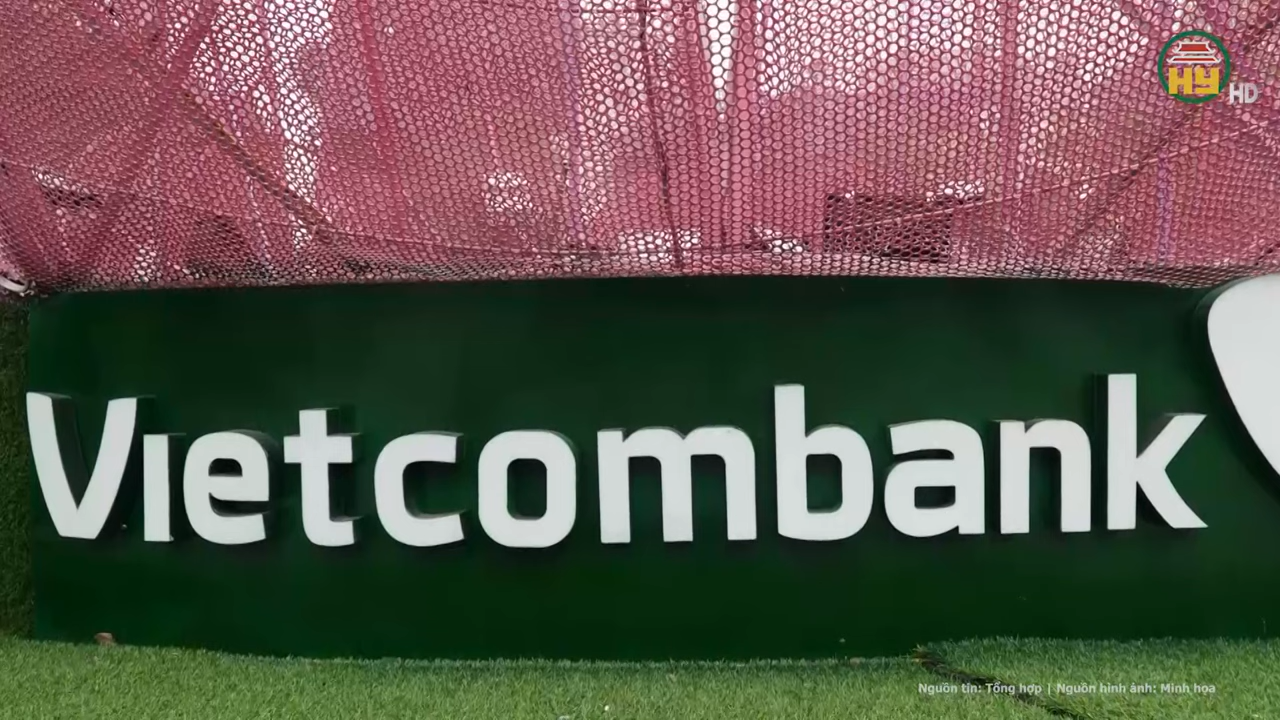 HY HD
Vietcombank
Nguồn tin: Tổng hợp | Nguồn hình ảnh: Minh họa